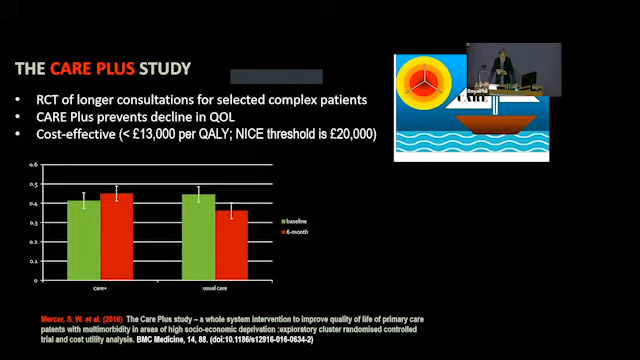 THE CARE PLUS STUDY
• RCT of longer consultations for selected complex patients
• CARE Plus prevents decline in QOL
• Cost-effective (< £13,000 per QALY; NICE threshold is £20,000)
CARE
0.6
0.5
0.4
0.3
0.2
0.1
0
care+
usual care
baseline
6-month
Mercer, S. W. et al. (2016) The Care Plus study – a whole system intervention to improve quality of life of primary care
patients with multimorbidity in areas of high socio-economic deprivation :exploratory cluster randomised controlled
trial and cost utility analysis. BMC Medicine, 14, 88. (doi:10.1186/s12916-016-0634-2)